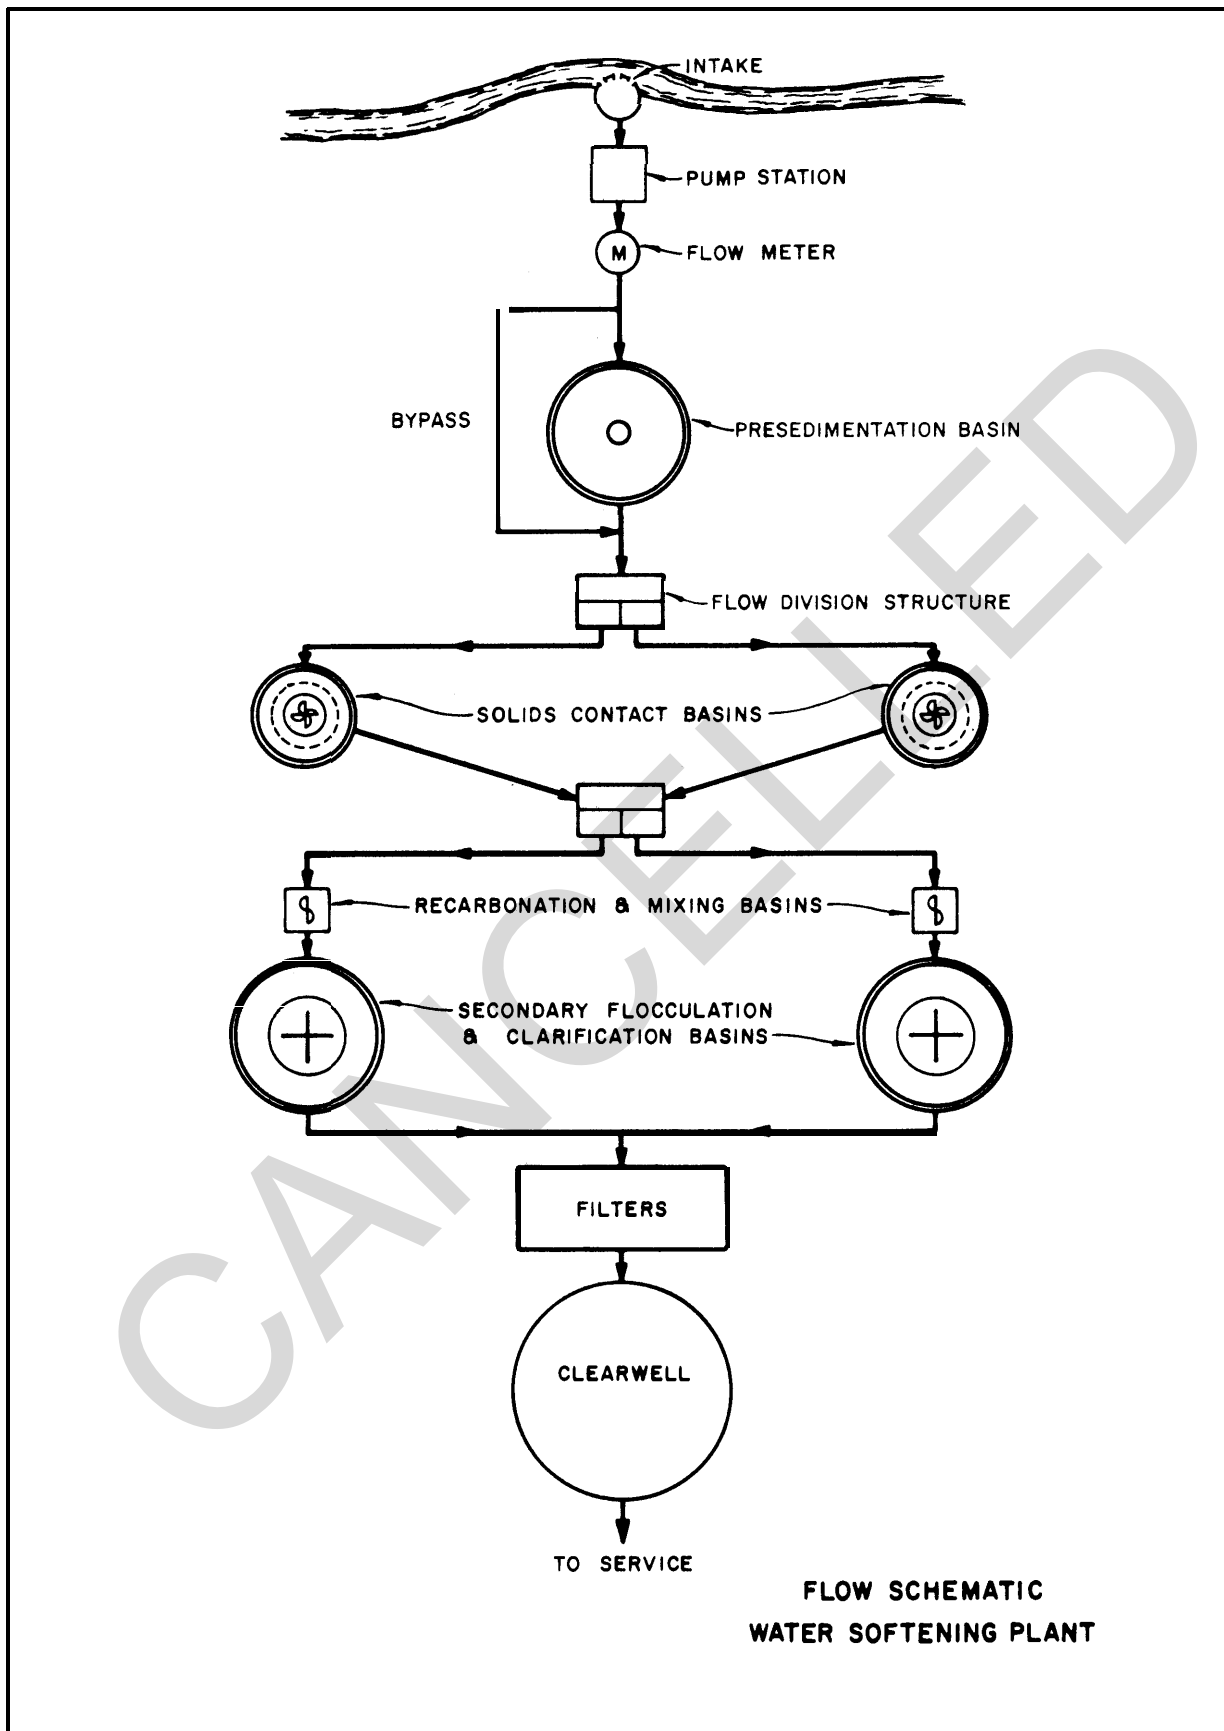 INTAKE
PUMP STATION
M
FLOW METER
BYPASS
PRESEDIMENTATION BASIN
FLOW DIVISION STRUCTURE
SOLIDS CONTACT BASINS
RECARBONATION & MIXING BASINS
SECONDARY FLOCCULATION
& CLARIFICATION BASINS
FILTERS
CLEARWELL
TO SERVICE
FLOW SCHEMATIC
WATER SOFTENING PLANT
CANCELLED